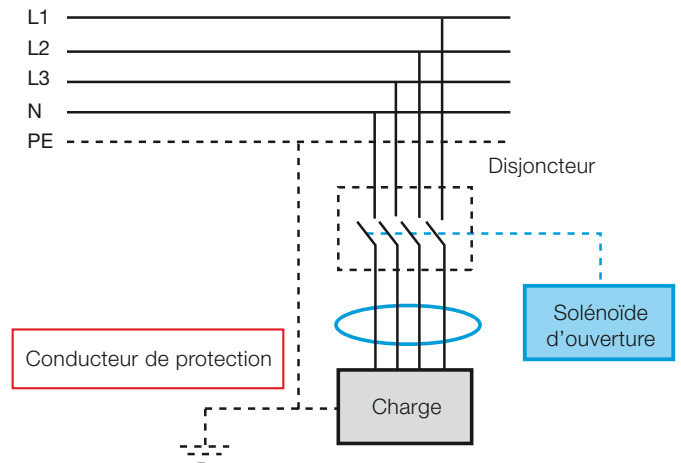 L1
L2
L3
N
PE
Disjoncteur
Solénoïde
d'ouverture
Conducteur de protection
Charge